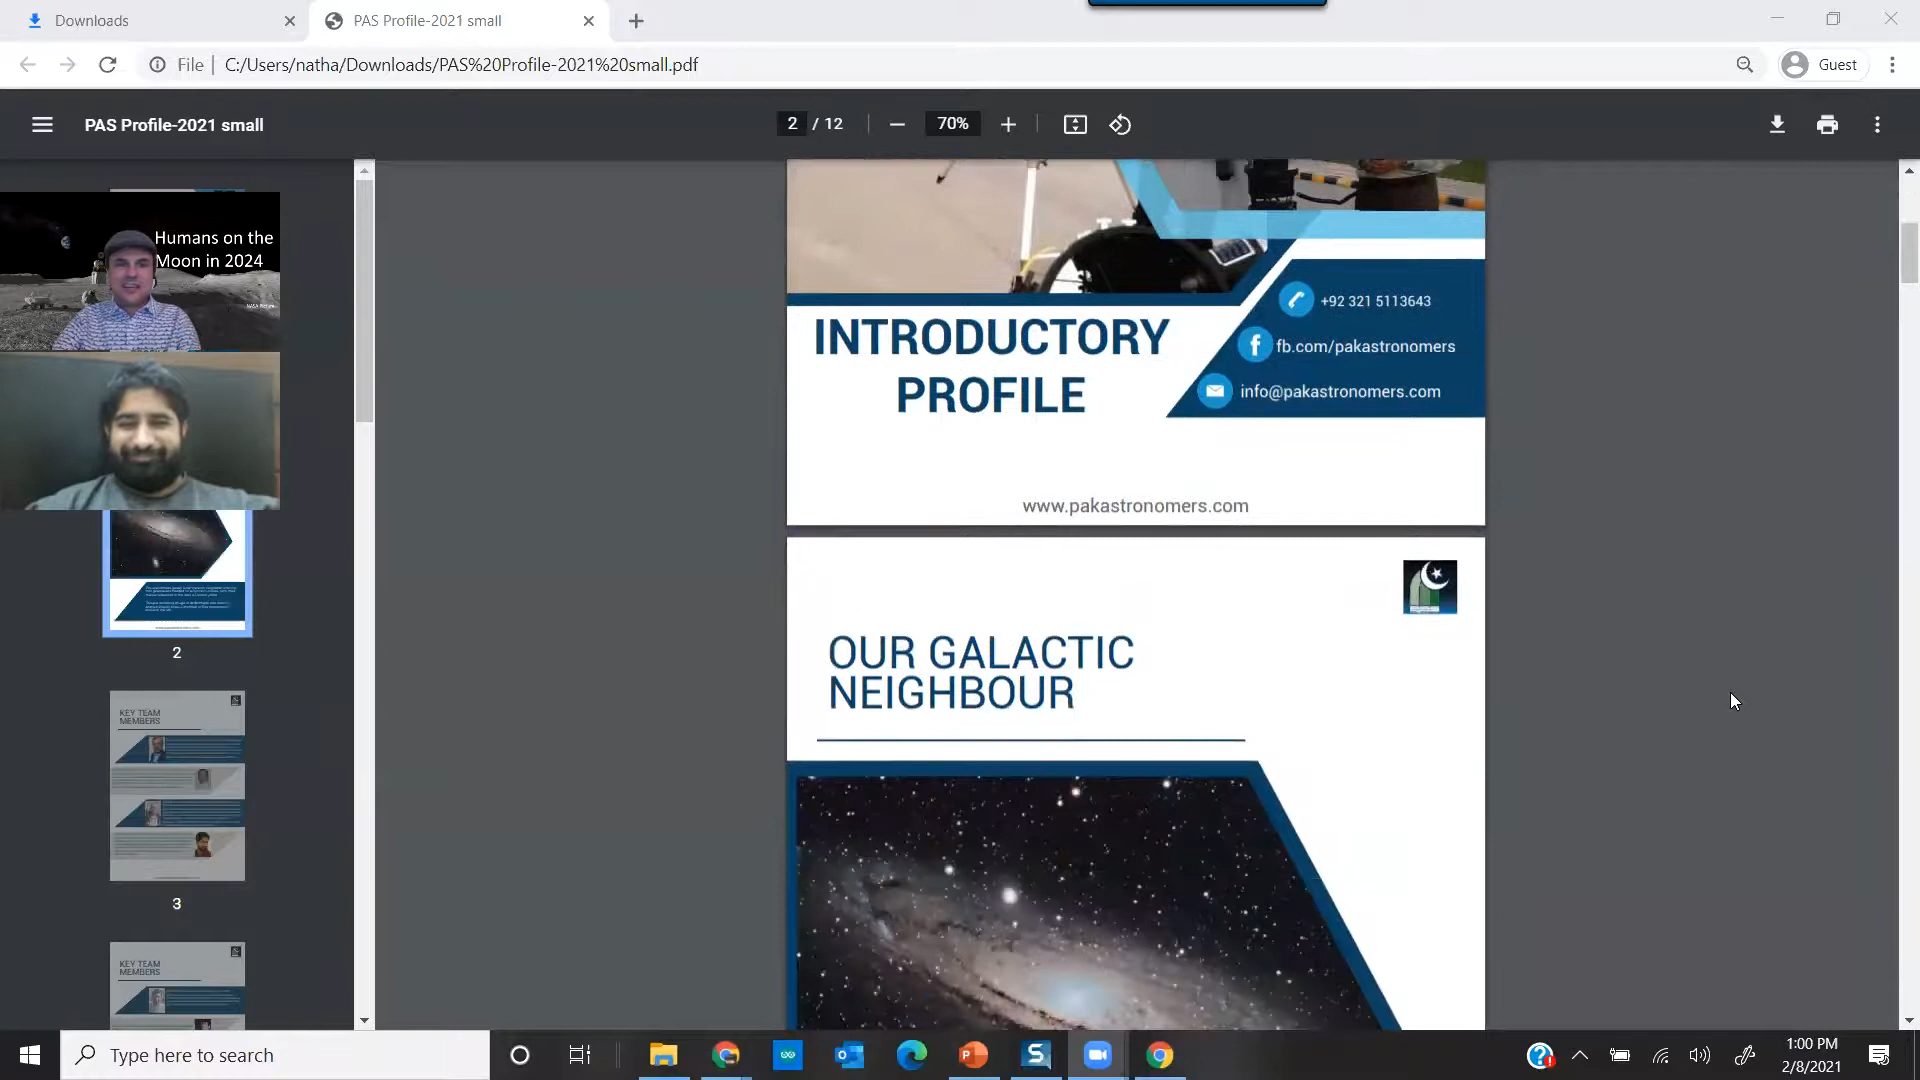 Downloads
PAS Profile-2021 small
File
C:/Users/natha/Downloads/PAS%20Profile-2021%20small.pdf
Guest
PAS Profile-2021 small
2 / 12
70%
Humans on the
Moon in 2024
2
KEY TEAM
MEMBERS
3
KEY TEAM
MEMBERS
+92 321 5113643
fb.com/pakastronomers
info@pakastronomers.com
INTRODUCTORY
PROFILE
www.pakastronomers.com
OUR GALACTIC
NEIGHBOUR
Type here to search
1:00 PM
2/8/2021